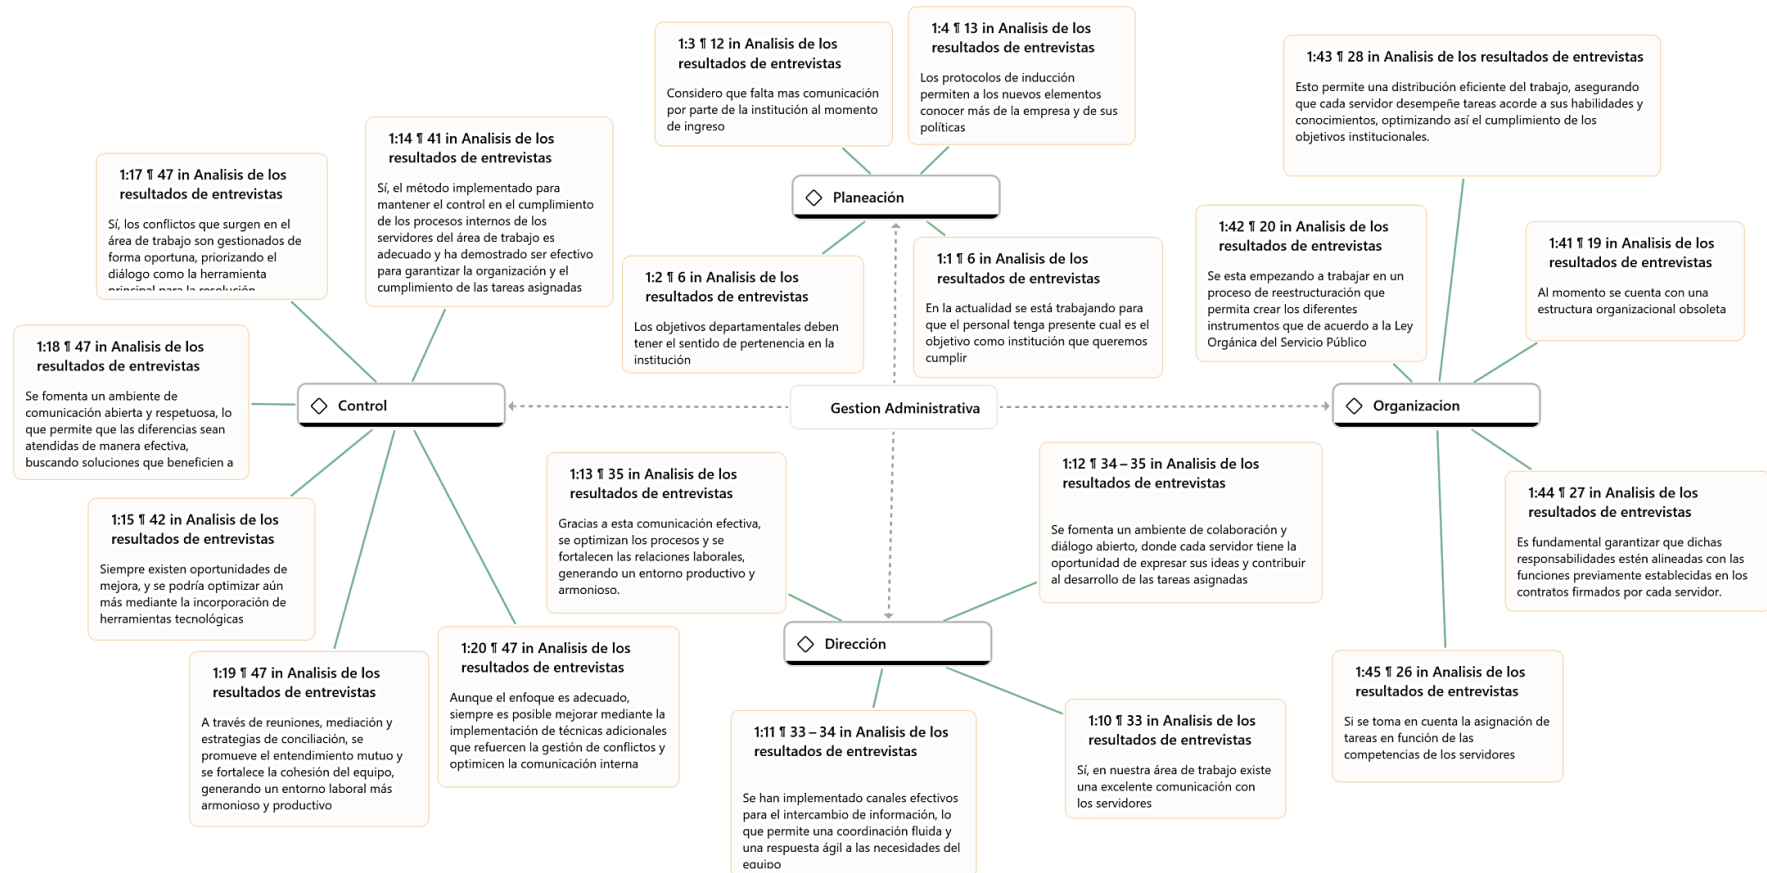 1:3 ¶ 12 in Analisis de los
resultados de entrevistas
Considero que falta mas comunicación
por parte de la institución al momento
de ingreso
1:4 ¶ 13 in Analisis de los
resultados de entrevistas
Los protocolos de inducción
permiten a los nuevos elementos
conocer más de la empresa y de sus
políticas
1:43 ¶ 28 in Analisis de los resultados de entrevistas
Esto permite una distribución eficiente del trabajo, asegurando
que cada servidor desempeñe tareas acorde a sus habilidades y
conocimientos, optimizando así el cumplimiento de los
objetivos institucionales.
1:14 ¶ 41 in Analisis de los
resultados de entrevistas
Sí, el método implementado para
mantener el control en el cumplimiento
de los procesos internos de los
servidores del área de trabajo es
adecuado y ha demostrado ser efectivo
para garantizar la organización y el
cumplimiento de las tareas asignadas
1:17 ¶ 47 in Analisis de los
resultados de entrevistas
Sí, los conflictos que surgen en el
área de trabajo son gestionados de
forma oportuna, priorizando el
diálogo como la herramienta
principal para la resolución
Planeación
1:42 ¶ 20 in Analisis de los
resultados de entrevistas
Se esta empezando a trabajar en un
proceso de reestructuración que
permita crear los diferentes
instrumentos que de acuerdo a la Ley
Orgánica del Servicio Público
1:41 ¶ 19 in Analisis de los
resultados de entrevistas
Al momento se cuenta con una
estructura organizacional obsoleta
1:2 ¶ 6 in Analisis de los
resultados de entrevistas
Los objetivos departamentales deben
tener el sentido de pertenencia en la
institución
1:1 ¶ 6 in Analisis de los
resultados de entrevistas
En la actualidad se está trabajando para
que el personal tenga presente cual es el
objetivo como institución que queremos
cumplir
1:18 ¶ 47 in Analisis de los
resultados de entrevistas
Se fomenta un ambiente de
comunicación abierta y respetuosa, lo
que permite que las diferencias sean
atendidas de manera efectiva,
buscando soluciones que beneficien a
Control
Gestion Administrativa
Organizacion
1:13 ¶ 35 in Analisis de los
resultados de entrevistas
Gracias a esta comunicación efectiva,
se optimizan los procesos y se
fortalecen las relaciones laborales,
generando un entorno productivo y
armonioso.
1:12 ¶ 34 – 35 in Analisis de los
resultados de entrevistas
Se fomenta un ambiente de colaboración y
diálogo abierto, donde cada servidor tiene la
oportunidad de expresar sus ideas y contribuir
al desarrollo de las tareas asignadas
1:44 ¶ 27 in Analisis de los
resultados de entrevistas
Es fundamental garantizar que dichas
responsabilidades estén alineadas con las
funciones previamente establecidas en los
contratos firmados por cada servidor.
1:15 ¶ 42 in Analisis de los
resultados de entrevistas
Siempre existen oportunidades de
mejora, y se podría optimizar aún
más mediante la incorporación de
herramientas tecnológicas
Dirección
1:19 ¶ 47 in Analisis de los
resultados de entrevistas
A través de reuniones, mediación y
estrategias de conciliación, se
promueve el entendimiento mutuo y
se fortalece la cohesión del equipo,
generando un entorno laboral más
armonioso y productivo
1:20 ¶ 47 in Analisis de los
resultados de entrevistas
Aunque el enfoque es adecuado,
siempre es posible mejorar mediante la
implementación de técnicas adicionales
que refuercen la gestión de conflictos y
optimicen la comunicación interna
1:45 ¶ 26 in Analisis de los
resultados de entrevistas
Si se toma en cuenta la asignación de
tareas en función de las
competencias de los servidores
1:11 ¶ 33 – 34 in Analisis de los
resultados de entrevistas
Se han implementado canales efectivos
para el intercambio de información, lo
que permite una coordinación fluida y
una respuesta ágil a las necesidades del
equipo
1:10 ¶ 33 in Analisis de los
resultados de entrevistas
Sí, en nuestra área de trabajo existe
una excelente comunicación con
los servidores